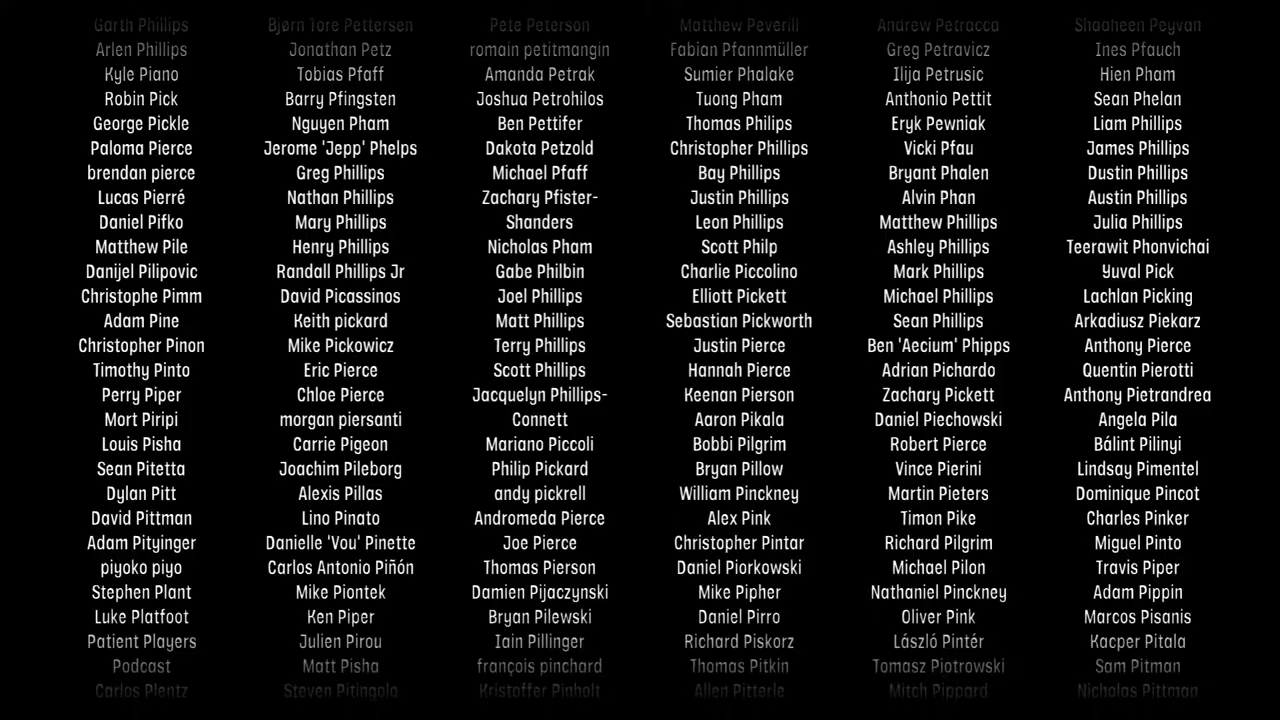 Garth Phillips
Arlen Phillips
Kyle Piano
Robin Pick
George Pickle
Paloma Pierce
brendan pierce
Lucas Pierré
Daniel Pifko
Matthew Pile
Danijel Pilipovic
Christophe Pimm
Adam Pine
Christopher Pinon
Timothy Pinto
Perry Piper
Mort Piripi
Louis Pisha
Sean Pitetta
Dylan Pitt
David Pittman
Adam Pityinger
piyoko piyo
Stephen Plant
Luke Platfoot
Patient Players
Podcast
Carlos Plentz
Bjørn Tore Pettersen
Jonathan Petz
Tobias Pfaff
Barry Pfingsten
Nguyen Pham
Jerome 'Jepp' Phelps
Greg Phillips
Nathan Phillips
Mary Phillips
Henry Phillips
Randall Phillips Jr
David Picassinos
Keith pickard
Mike Pickowicz
Eric Pierce
Chloe Pierce
morgan piersanti
Carrie Pigeon
Joachim Pileborg
Alexis Pillas
Lino Pinato
Danielle 'Vou' Pinette
Carlos Antonio Piñón
Mike Piontek
Ken Piper
Julien Pirou
Matt Pisha
Steven Pitingolo
Pete Peterson
romain petitmangin
Amanda Petrak
Joshua Petrohilos
Ben Pettifer
Dakota Petzold
Michael Pfaff
Zachary Pfister-
Shanders
Nicholas Pham
Gabe Philbin
Joel Phillips
Matt Phillips
Terry Phillips
Scott Phillips
Jacquelyn Phillips-
Connett
Mariano Piccoli
Philip Pickard
andy pickrell
Andromeda Pierce
Joe Pierce
Thomas Pierson
Damien Pijaczynski
Bryan Pilewski
Iain Pillinger
françois pinchard
Kristoffer Pinholt
Matthew Peverill
Fabian Pfannmüller
Sumier Phalake
Tuong Pham
Thomas Philips
Christopher Phillips
Bay Phillips
Justin Phillips
Leon Phillips
Scott Philp
Charlie Piccolino
Elliott Pickett
Sebastian Pickworth
Justin Pierce
Hannah Pierce
Keenan Pierson
Aaron Pikala
Bobbi Pilgrim
Bryan Pillow
William Pinckney
Alex Pink
Christopher Pintar
Daniel Piorkowski
Mike Pipher
Daniel Pirro
Richard Piskorz
Thomas Pitkin
Allen Pitterle
Andrew Petracca
Greg Petravicz
Ilija Petrusic
Anthonio Pettit
Eryk Pewniak
Vicki Pfau
Bryant Phalen
Alvin Phan
Matthew Phillips
Ashley Phillips
Mark Phillips
Michael Phillips
Sean Phillips
Ben 'Aecium' Phipps
Adrian Pichardo
Zachary Pickett
Daniel Piechowski
Robert Pierce
Vince Pierini
Martin Pieters
Timon Pike
Richard Pilgrim
Michael Pilon
Nathaniel Pinckney
Oliver Pink
László Pintér
Tomasz Piotrowski
Mitch Pippard
Shaaheen Peyvan
Ines Pfauch
Hien Pham
Sean Phelan
Liam Phillips
James Phillips
Dustin Phillips
Austin Phillips
Julia Phillips
Teerawit Phonvichai
Yuval Pick
Lachlan Picking
Arkadiusz Piekarz
Anthony Pierce
Quentin Pierotti
Anthony Pietrandrea
Angela Pila
Bálint Pilinyi
Lindsay Pimentel
Dominique Pincot
Charles Pinker
Miguel Pinto
Travis Piper
Adam Pippin
Marcos Pisanis
Kacper Pitala
Sam Pitman
Nicholas Pittman